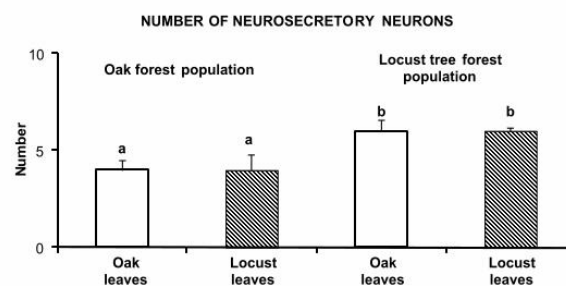 NUMBER OF NEUROSECRETORY NEURONS
10
Oak forest population
Locust tree forest
population
b
b
a
a
5
Number
0
Oak
leaves
Locust
leaves
Oak
leaves
Locust
leaves